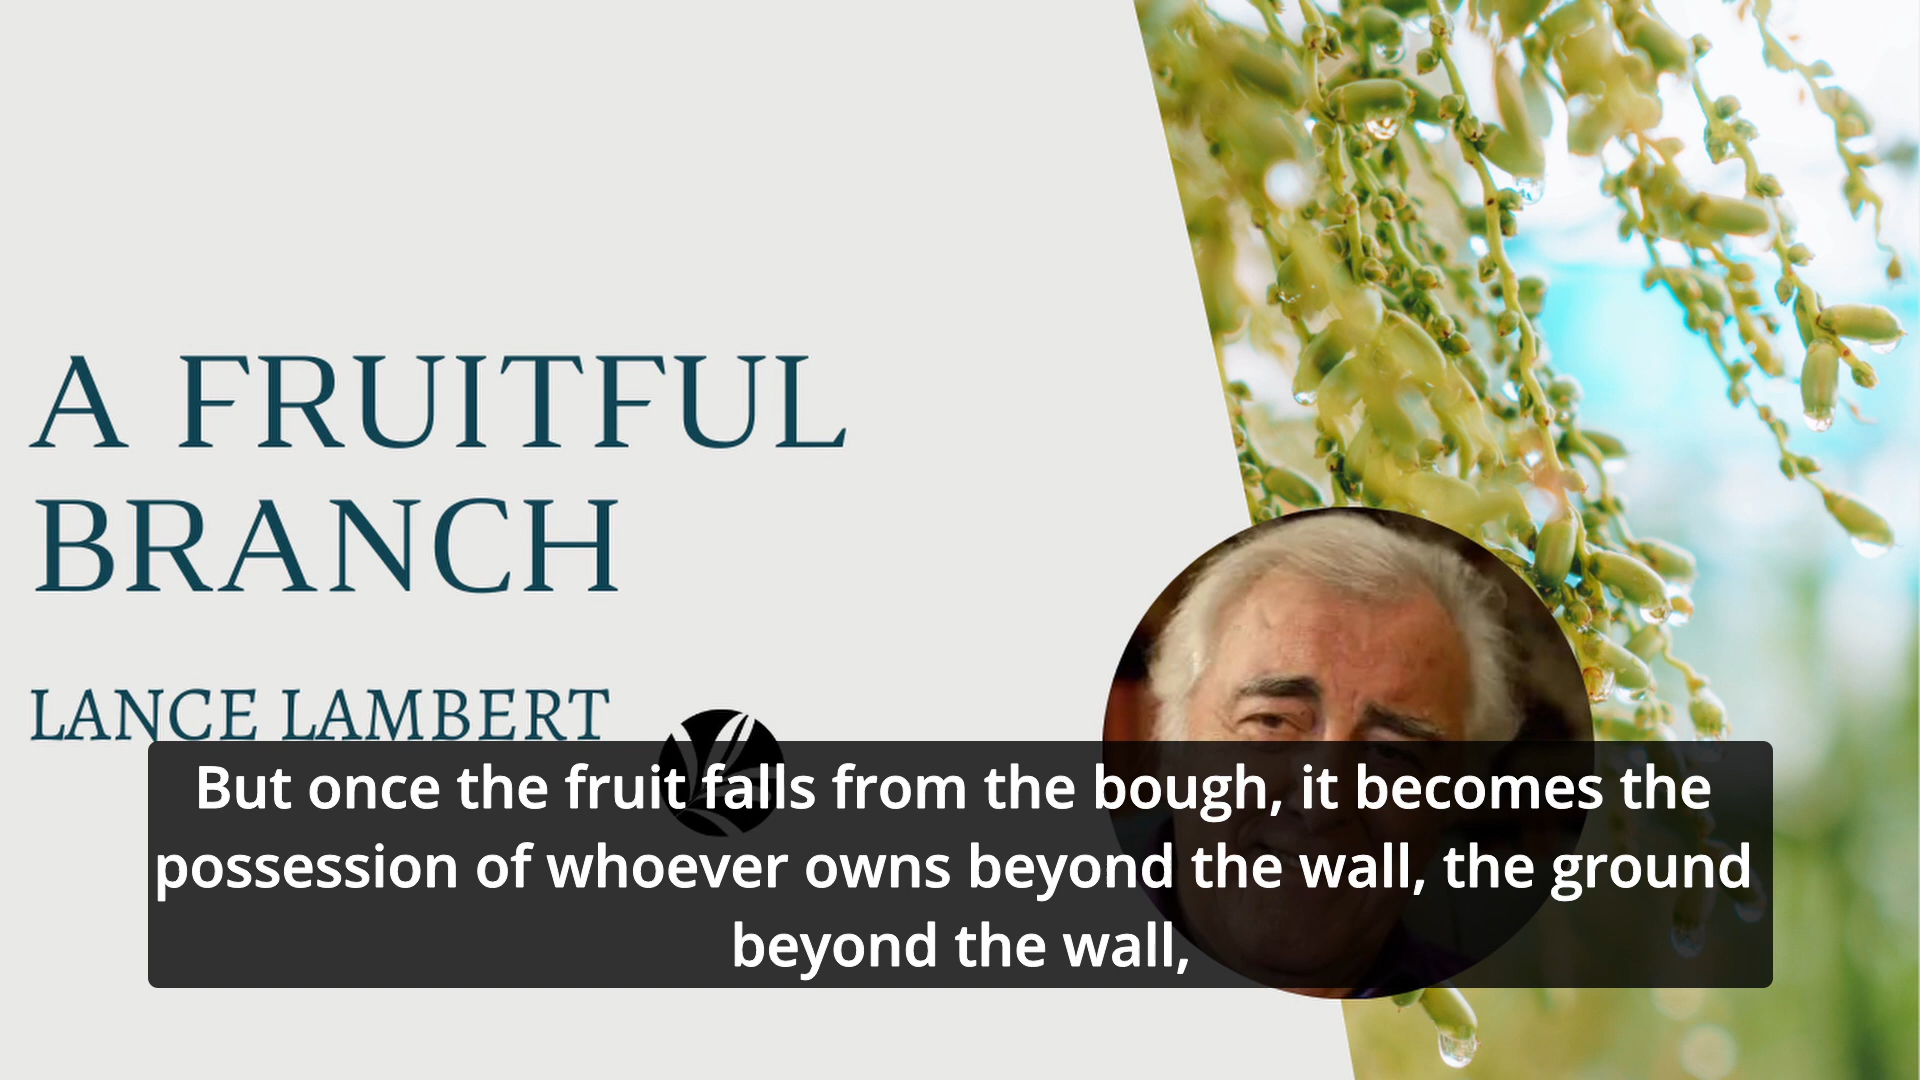 A FRUITFUL
BRANCH
LANCE LAMBERT
But once the fruit falls from the bough, it becomes the
possession of whoever owns beyond the wall, the ground
beyond the wall,